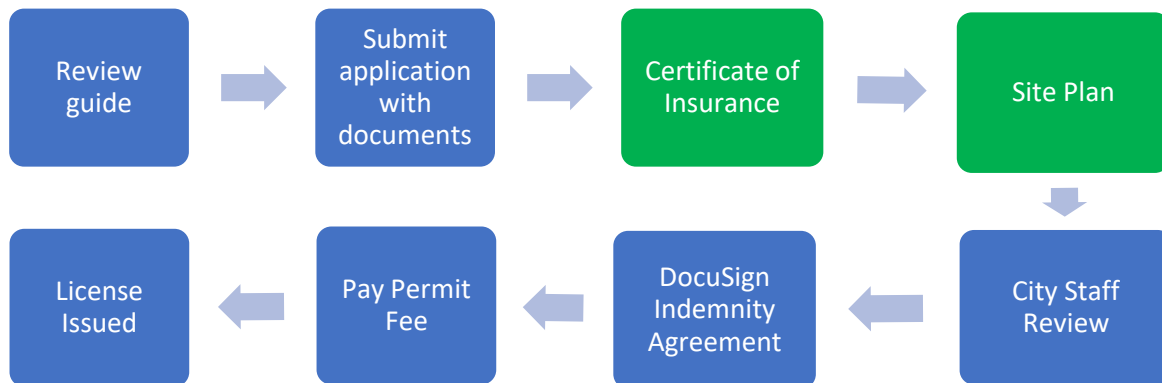 Review
guide
Submit
application
with
documents
Certificate of
Insurance
Site Plan
City Staff
Review
DocuSign
Indemnity
Agreement
Pay Permit
Fee
License
Issued